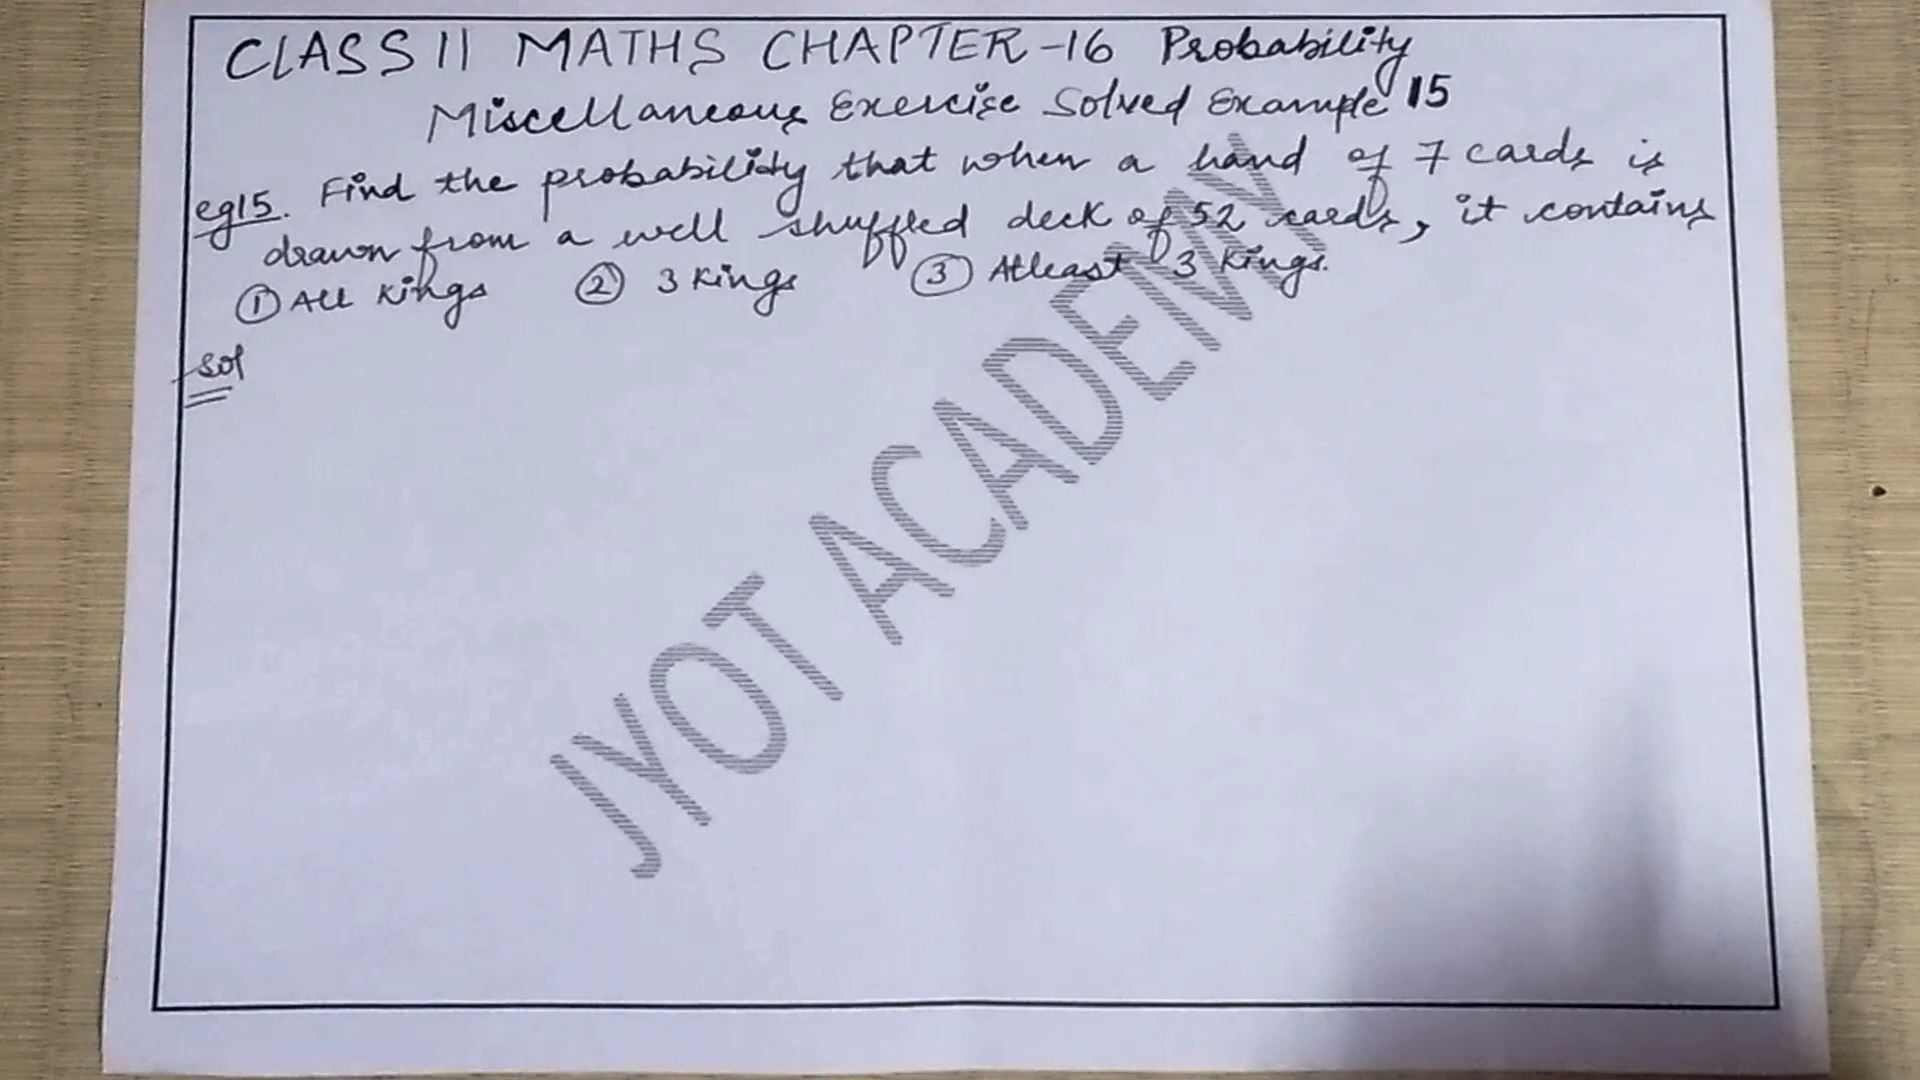 CLASS 11 MATHS CHAPTER-16 Probability
Miscellaneous Exercise Solved Example 15
eg15. Find the probability that when a hand of 7 cards is
drawn from a well shuffled deck of 52 cards, it contains
① All Kings ② 3 Kings ③ Atleast 3 Kings.
Sol
JYOT ACADEMY